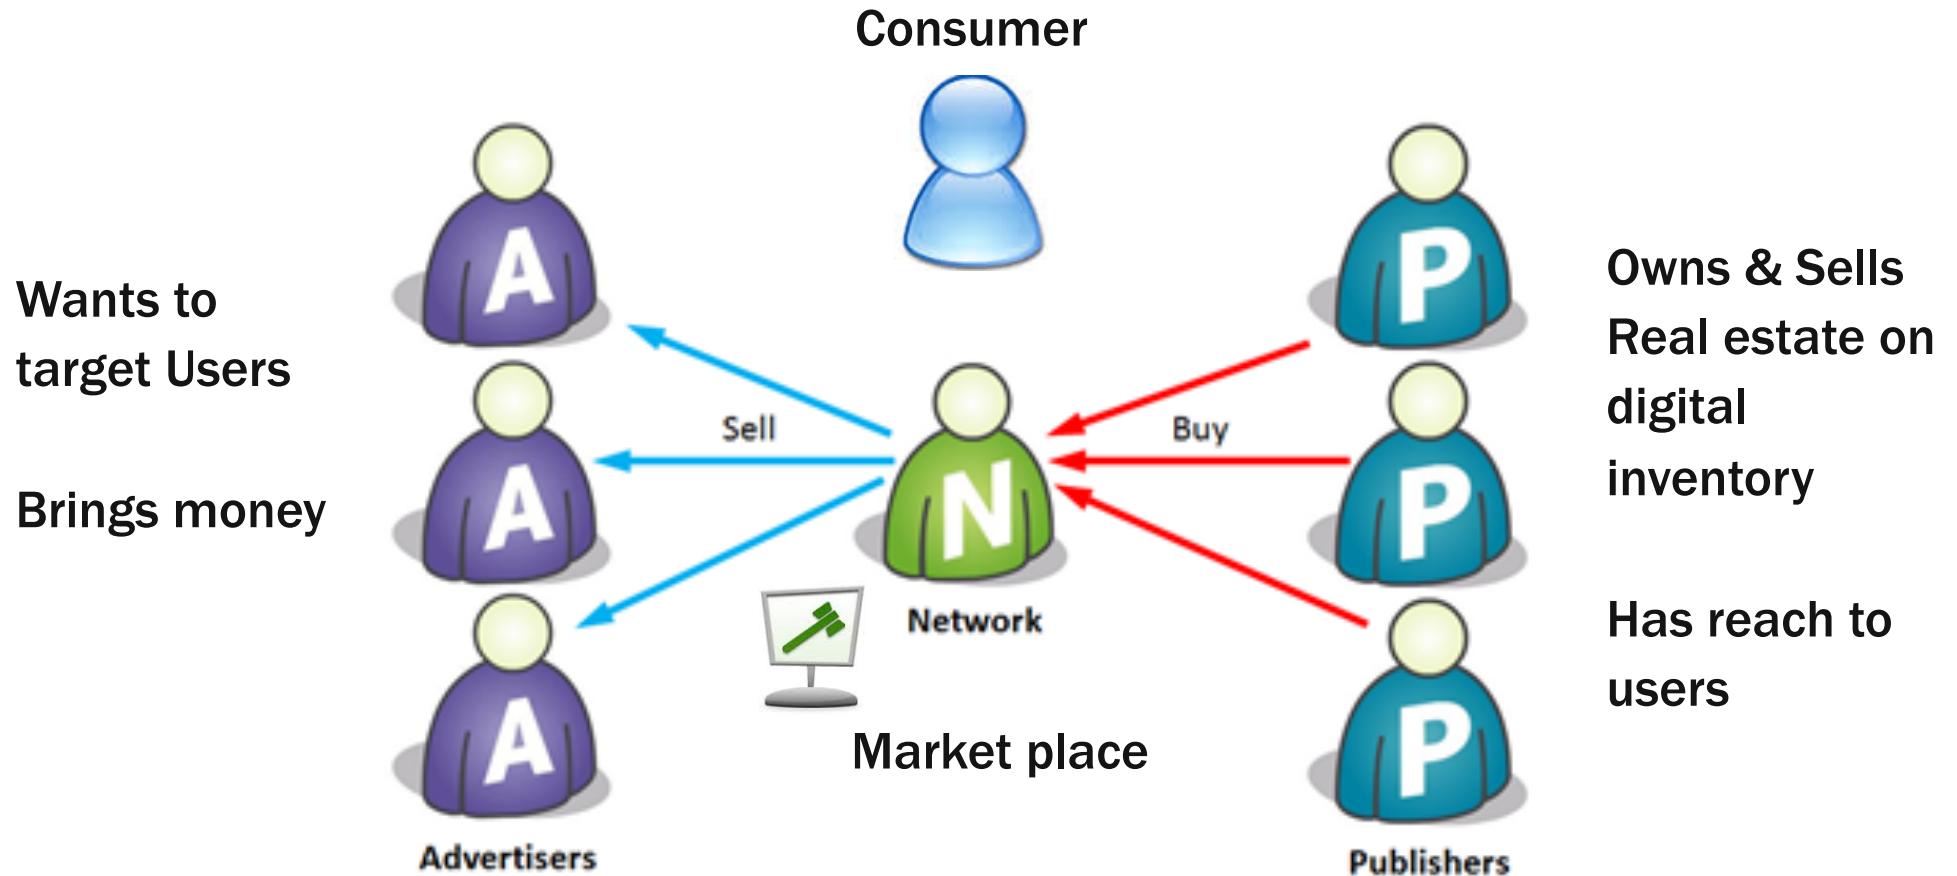 Consumer
A
P
Wants to
target Users
Brings money
Owns & Sells
Real estate on
digital
inventory
Sell
Buy
A
N
P
Network
Has reach to
users
Market place
A
P
Advertisers
Publishers